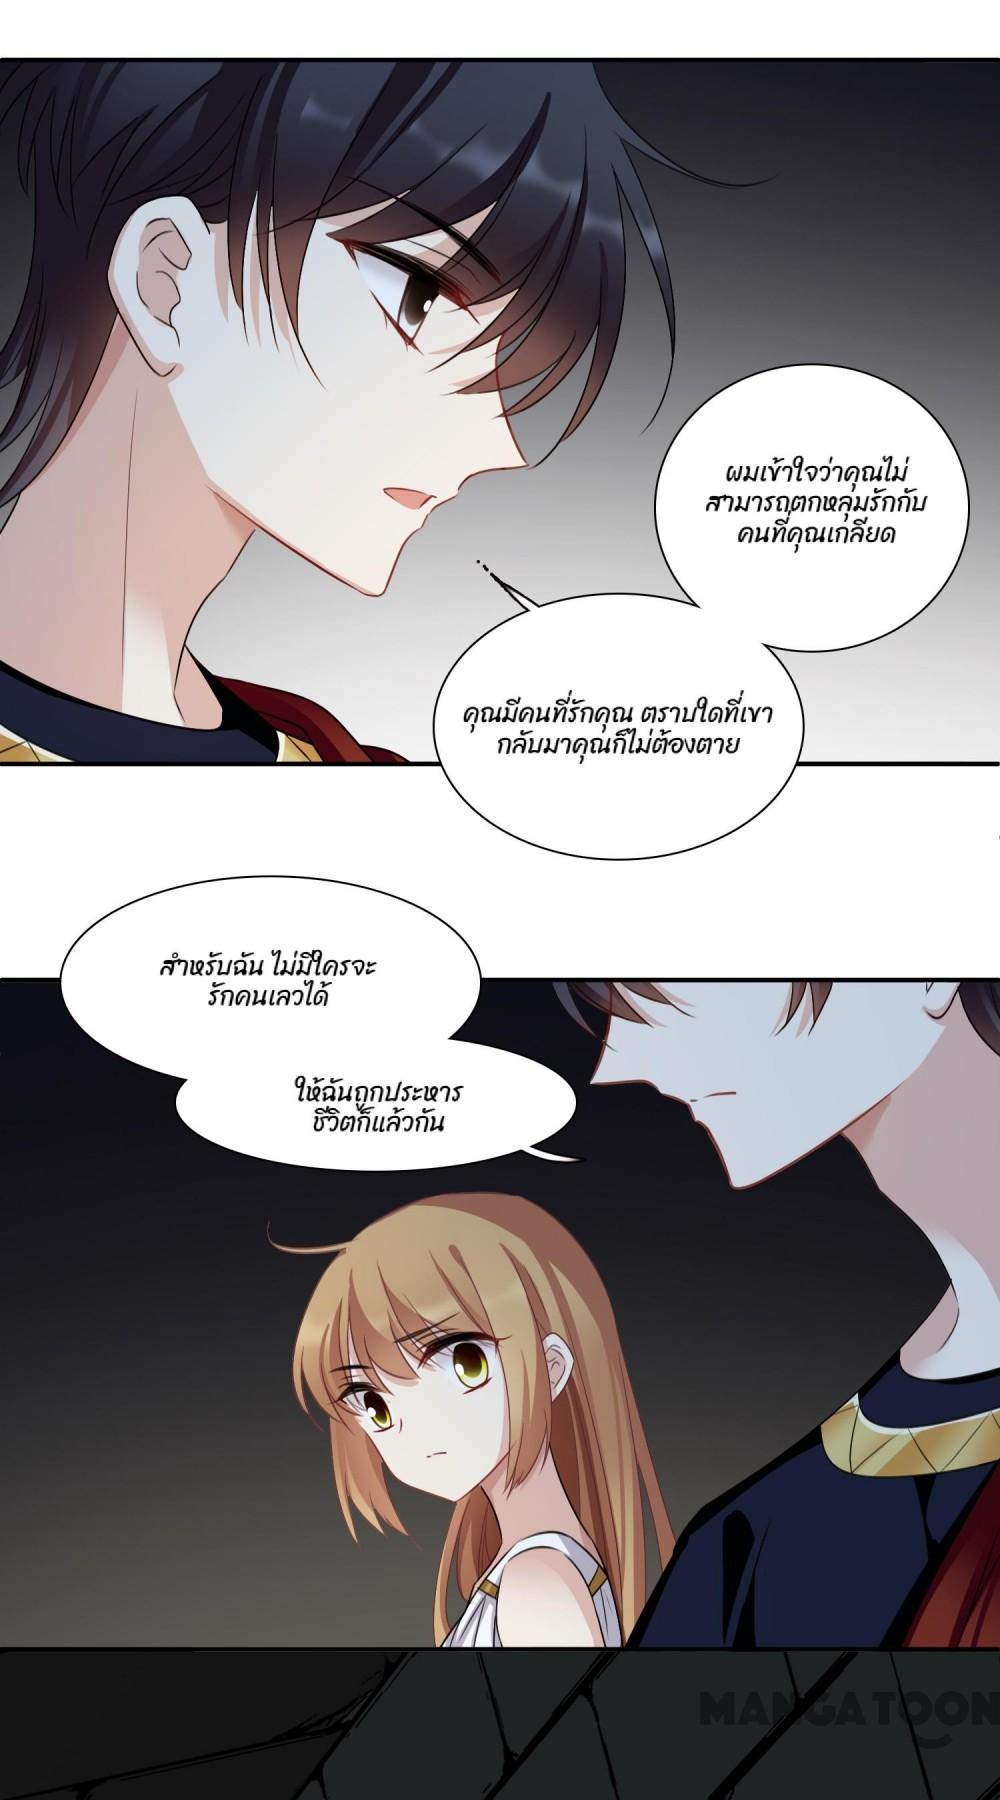 ผมเข้าใจว่าคุณไม่
สามารถตกหลุมรักกับ
คนที่คุณเกลียด
คุณมีคนที่รักคุณ ตราบใดที่เขา
กลับมาคุณก็ไม่ต้องตาย
สำหรับฉัน ไม่มีใครจะ
รักคนเลวได้
ให้ฉันถูกประหาร
ชีวิตก็แล้วกัน
MANGATOON